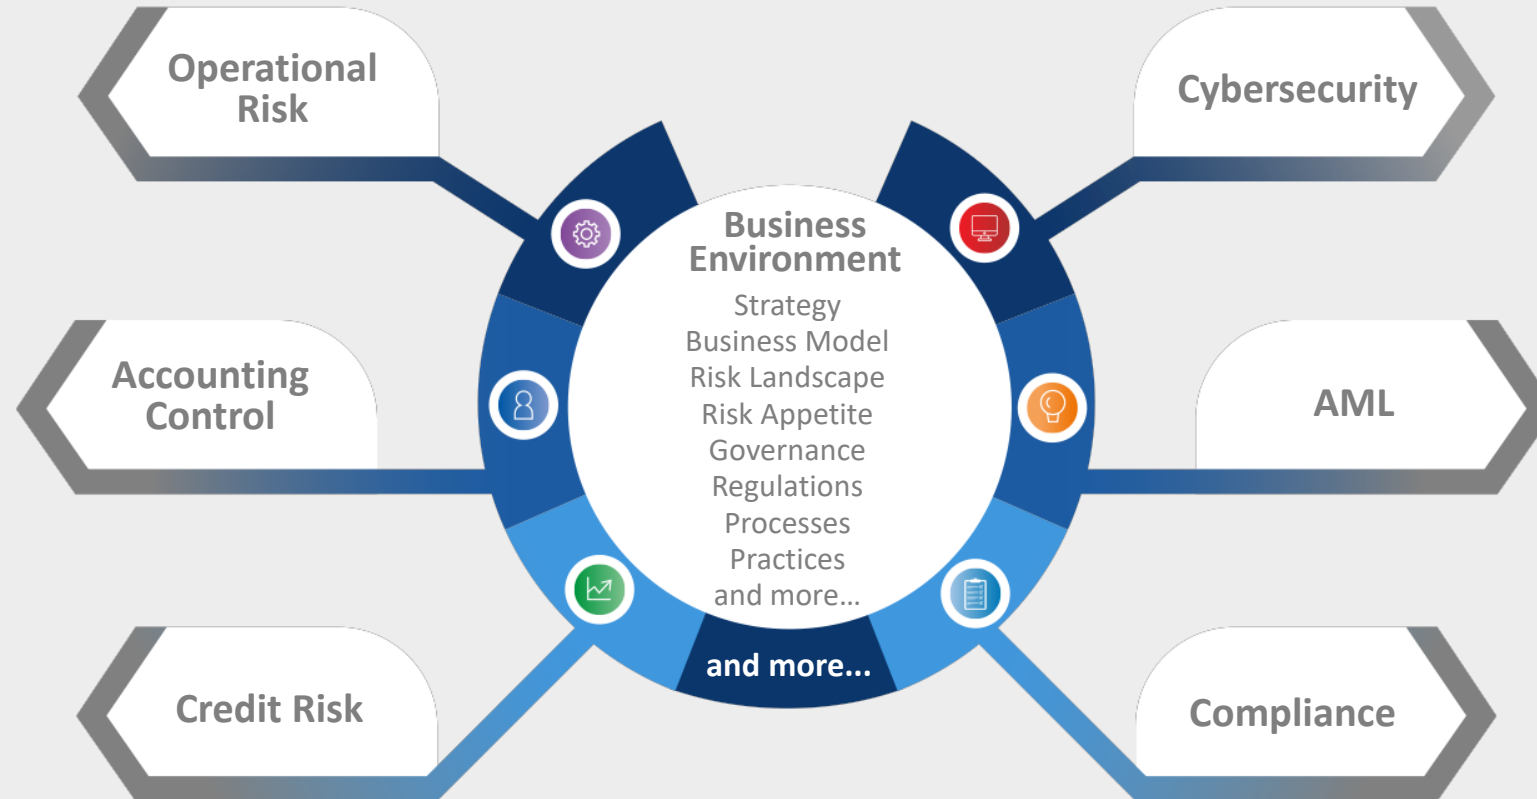 Operational
Risk
Cybersecurity
Business
Environment
Strategy
Business Model
Risk Landscape
Risk Appetite
Governance
Regulations
Processes
Practices
and more...
Accounting
Control
AML
and more...
Credit Risk
Compliance